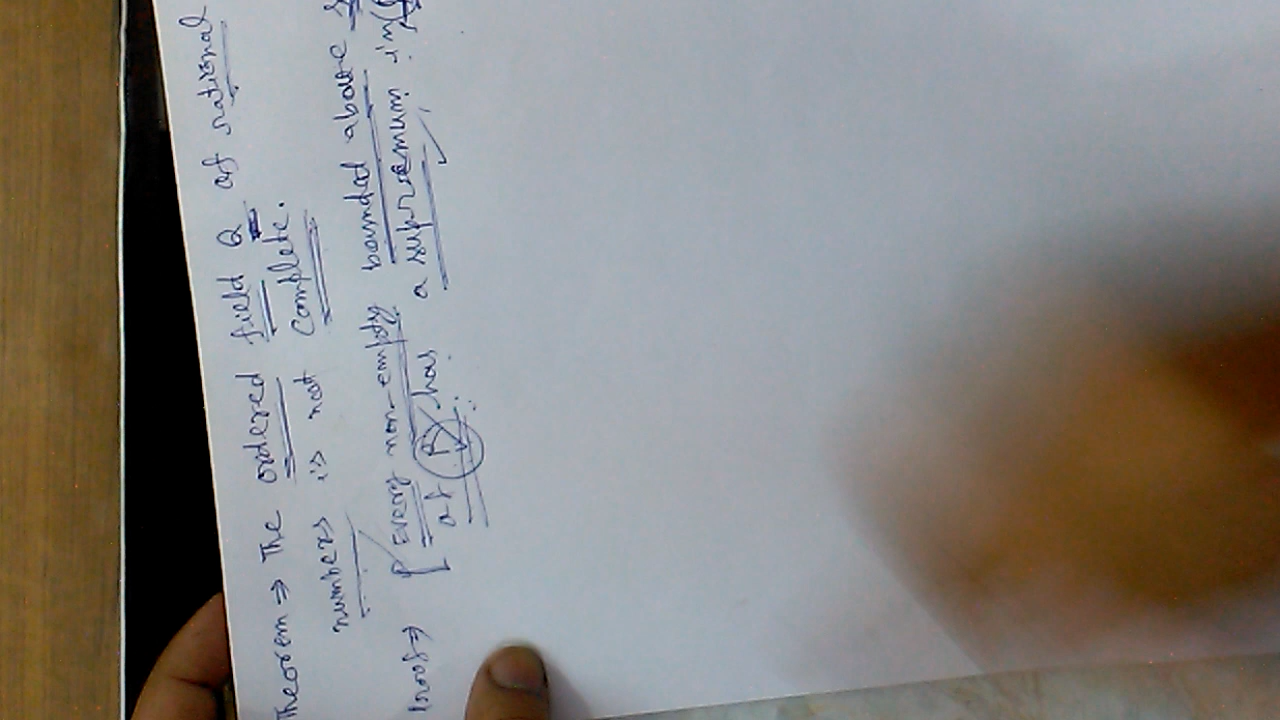 Theorem ⇒ The ordered field Q of rational
numbers is not complete.
Proof ⇒ [ Every non-empty bounded above
of R has a supremum in